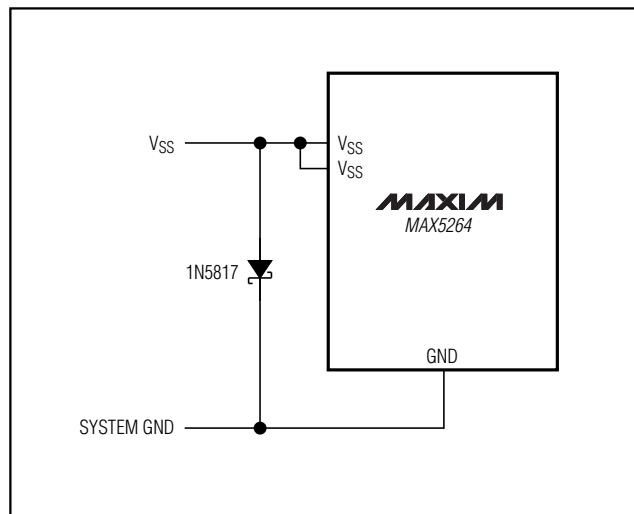 VSS
VSS
VSS
MAXIM
MAX5264
1N5817
GND
SYSTEM GND